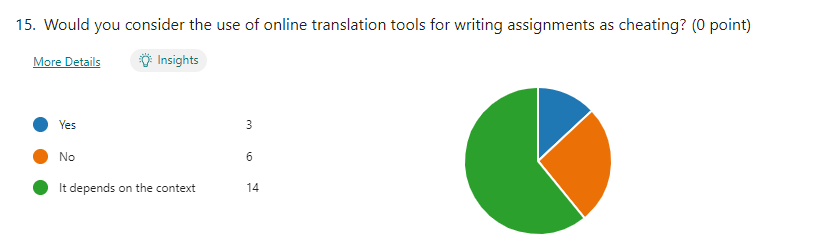 15. Would you consider the use of online translation tools for writing assignments as cheating? (0 point)
More Details Insights
Yes 3
No 6
It depends on the context 14